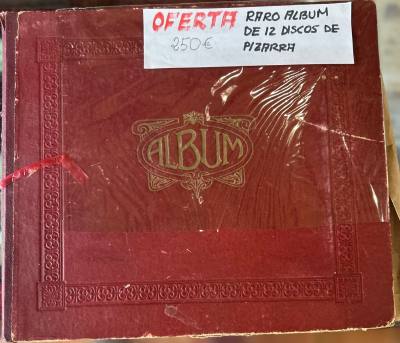 OFERTA RARO ALBUM
250€ DE 12 DISCOS DE
PIZARRA
ALBUM